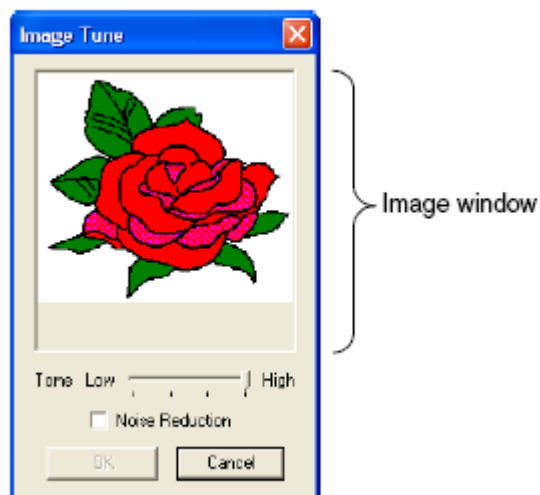 Image Tune
Image window
Tone Low High
Noise Reduction
OK Cancel